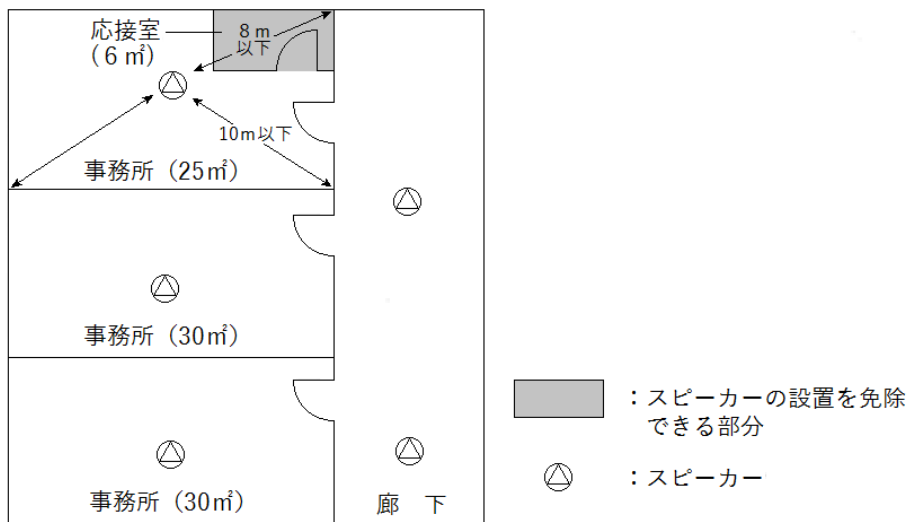 応接室
(6㎡)
8m
以下
10m以下
事務所(25㎡)
事務所(30㎡)
事務所(30㎡)
廊 下
:スピーカーの設置を免除
できる部分
:スピーカー